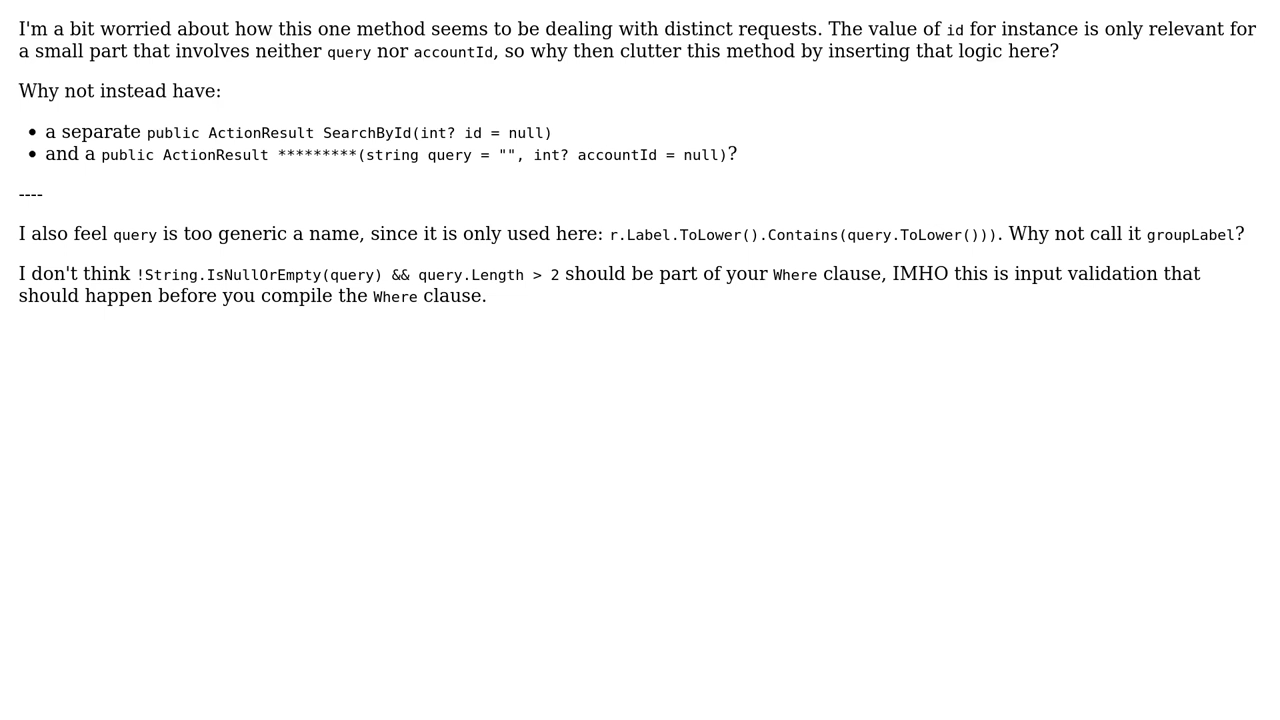 I'm a bit worried about how this one method seems to be dealing with distinct requests. The value of id for instance is only relevant for
a small part that involves neither query nor accountId, so why then clutter this method by inserting that logic here?
Why not instead have:
• a separate public ActionResult SearchById(int? id = null)
• and a public ActionResult *********(string query = "", int? accountId = null)?
----
I also feel query is too generic a name, since it is only used here: r.Label.ToLower().Contains(query.ToLower())). Why not call it groupLabel?
I don't think !String.IsNullOrEmpty(query) && query.Length > 2 should be part of your Where clause, IMHO this is input validation that
should happen before you compile the Where clause.